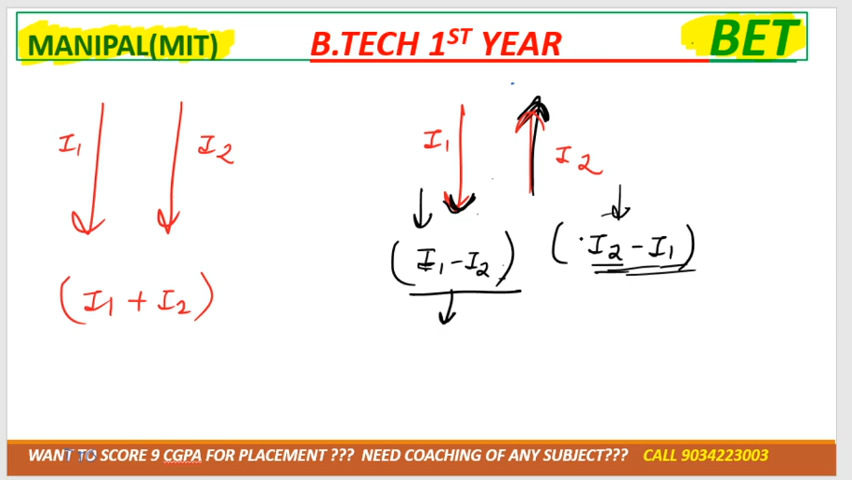 MANIPAL(MIT) B.TECH 1ST YEAR BET
I1 I2 I1 I2
(I1 + I2) (I1 - I2) (I2 - I1)
WANT TO SCORE 9 CGPA FOR PLACEMENT ??? NEED COACHING OF ANY SUBJECT??? CALL 9034223003